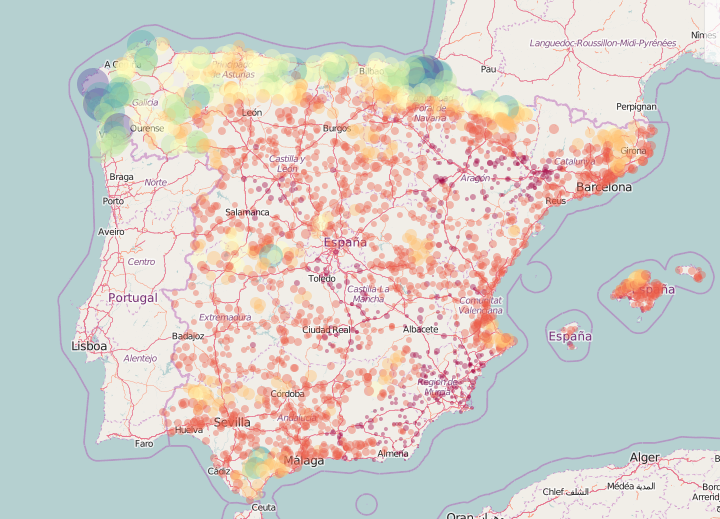 Nîmes
Languedoc-Roussillon-Midi-Pyrénées
Pau
Perpignan
A C
de Asturias
Bilbao
Galicia
León
Foral de
Navarra
Ourense
Burgos
Girona
Catalunya
Castilla y
León
Braga
Norte
Aragón
Barcelona
Porto
Reus
Salamanca
Aveiro
España
Centro
Toledo
Castilla-La
Mancha
España
Portugal
Comunitat
Valenciana
Extremadura
Ciudad Real
Albacete
Badajoz
España
Lisboa
Alentejo
Región de
Murcia
Córdoba
Andalucía
Sevilla
Huelva
Faro
Almería
Málaga
Cádiz
Alger
Médéa المدية
Chlef الشلف
Ceuta
Oran